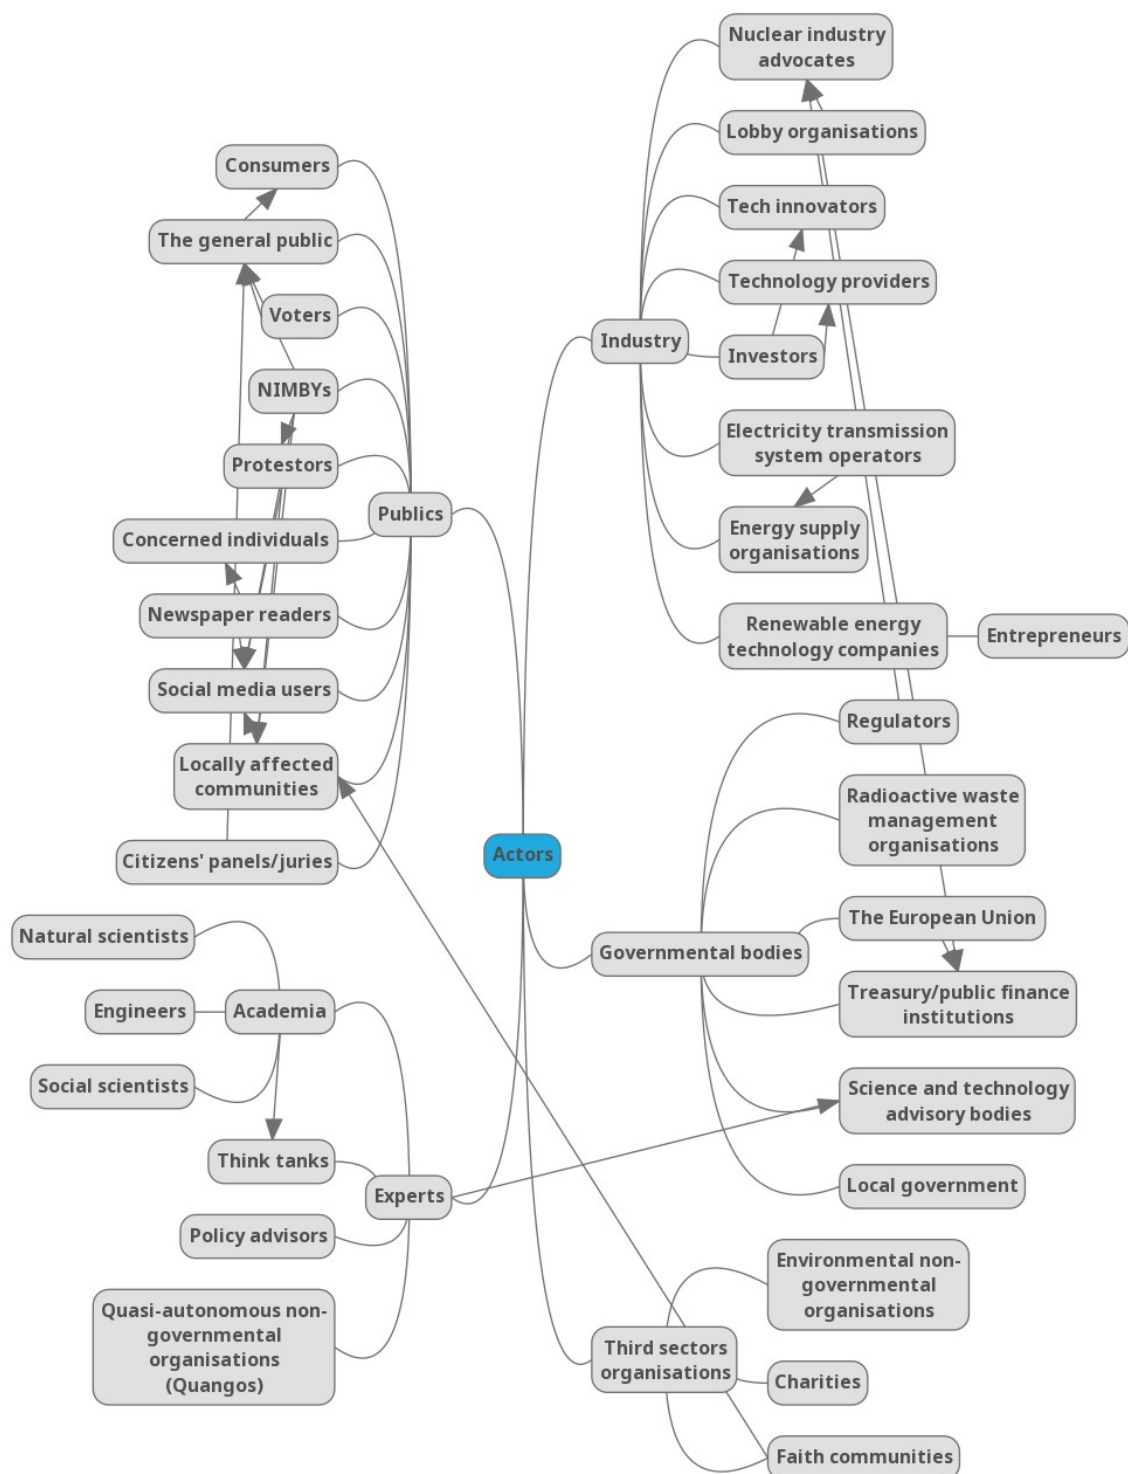 Nuclear industry
advocates
Lobby organisations
Tech innovators
Technology providers
Industry
Investors
Electricity transmission
system operators
Energy supply
organisations
Renewable energy
technology companies
Entrepreneurs
Consumers
The general public
Voters
NIMBYs
Protestors
Publics
Concerned individuals
Newspaper readers
Social media users
Locally affected
communities
Citizens' panels/juries
Actors
Regulators
Radioactive waste
management
organisations
The European Union
Governmental bodies
Treasury/public finance
institutions
Science and technology
advisory bodies
Local government
Natural scientists
Engineers
Academia
Social scientists
Think tanks
Experts
Policy advisors
Quasi-autonomous non-
governmental
organisations
(Quangos)
Environmental non-
governmental
organisations
Third sectors
organisations
Charities
Faith communities